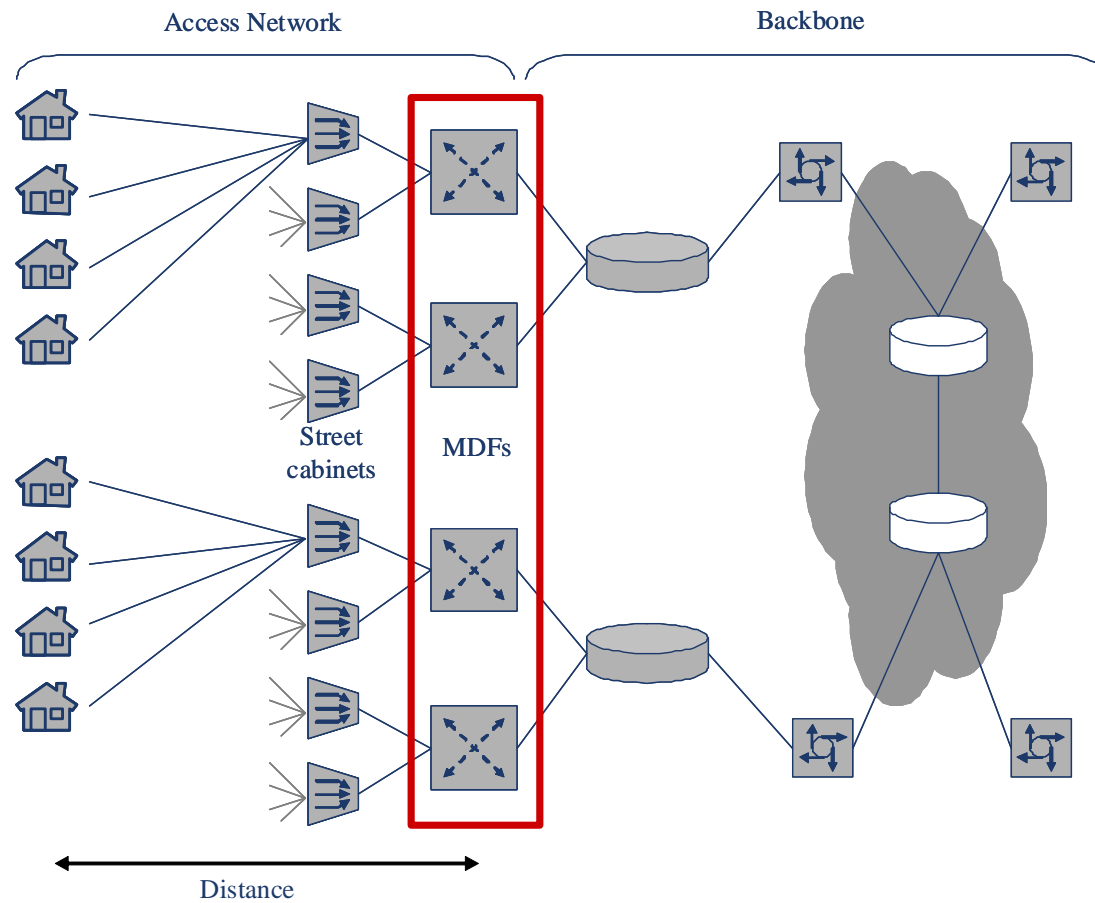 Access Network
Backbone
Street
cabinets
MDFs
Distance